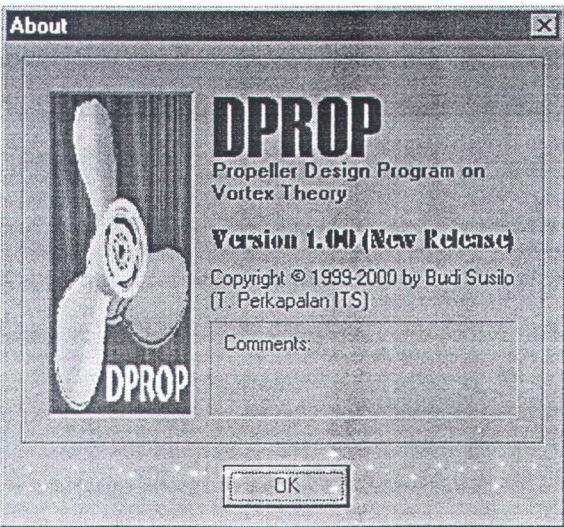 About
DPROP
Propeller Design Program on
Vortex Theory
Version 1.00 (New Release)
Copyright © 1999-2000 by Budi Susilo
(T. Perkapalan ITS)
Comments:
DPROP
OK